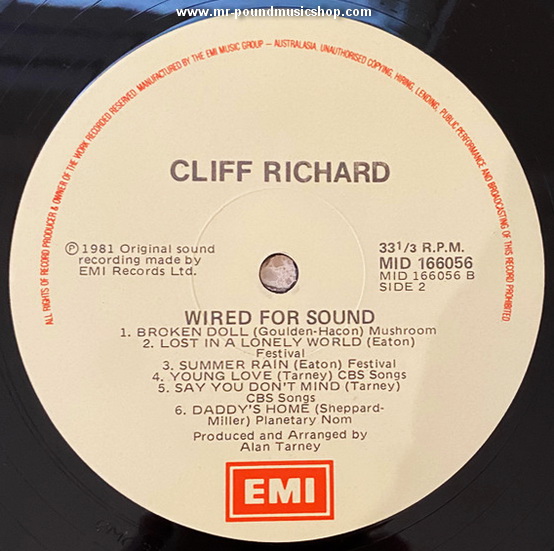 www.mr-poundmusicshop.com
ALL RIGHTS OF RECORD PRODUCER & OWNER OF THE WORK RECORDED RESERVED. MANUFACTURED BY THE EMI MUSIC GROUP – AUSTRALASIA. UNAUTHORISED COPYING, HIRING, LENDING, PUBLIC PERFORMANCE AND BROADCASTING OF THIS RECORD PROHIBITED.
CLIFF RICHARD
℗ 1981 Original sound
recording made by
EMI Records Ltd.
33 1/3 R.P.M.
MID 166056
MID 166056 B
SIDE 2
WIRED FOR SOUND
1. BROKEN DOLL (Goulden-Hacon) Mushroom
2. LOST IN A LONELY WORLD (Eaton)
Festival
3. SUMMER RAIN (Eaton) Festival
4. YOUNG LOVE (Tarney) CBS Songs
5. SAY YOU DON'T MIND (Tarney)
CBS Songs
6. DADDY'S HOME (Sheppard-
Miller) Planetary Nom
Produced and Arranged by
Alan Tarney
EMI